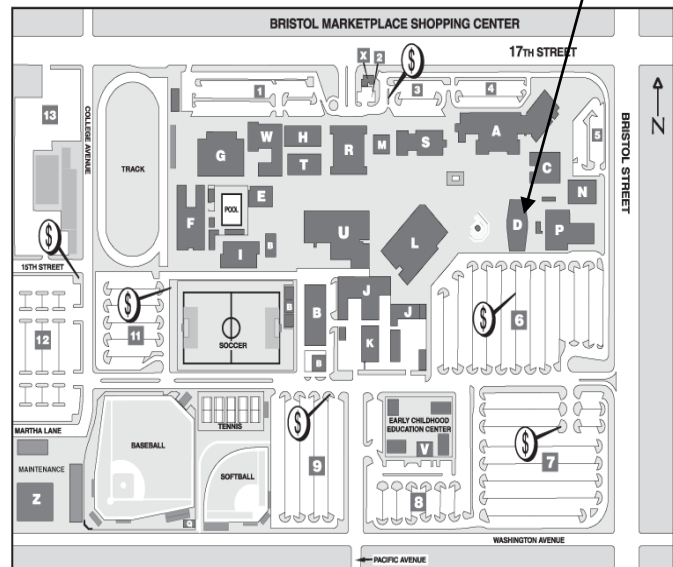 BRISTOL MARKETPLACE SHOPPING CENTER
17TH STREET
X 2
$
1
3
4
5
13
COLLEGE AVENUE
BRISTOL STREET
N
TRACK
W H
G
T
R
M
S
A
C
N
E
POOL
F
I
B
U
L
D
P
$
15TH STREET
$
11
12
SOCCER
B
B
B
J
J
K
$
6
MARTHA LANE
MAINTENANCE
Z
BASEBALL
TENNIS
SOFTBALL
Q
$
9
EARLY CHILDHOOD
EDUCATION CENTER
V
8
$
7
WASHINGTON AVENUE
PACIFIC AVENUE